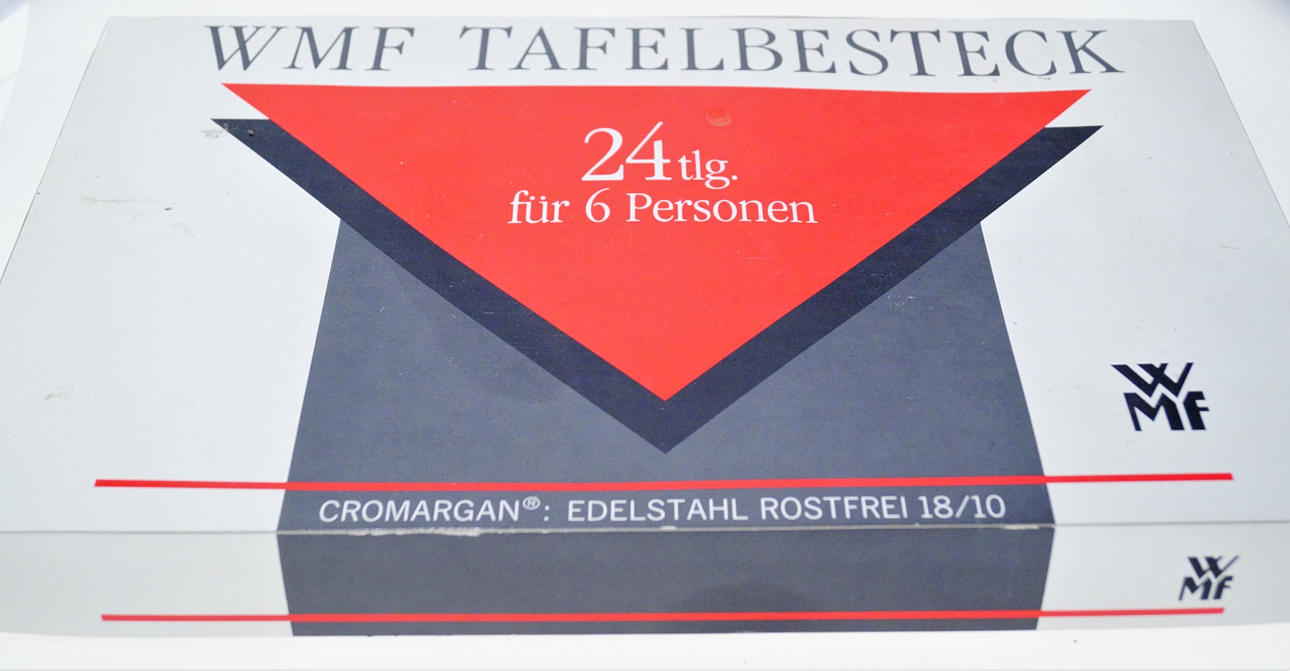 WMF TAFELBESTECK
24 tlg.
für 6 Personen
WMF
CROMARGAN®: EDELSTAHL ROSTFREI 18/10
WMF